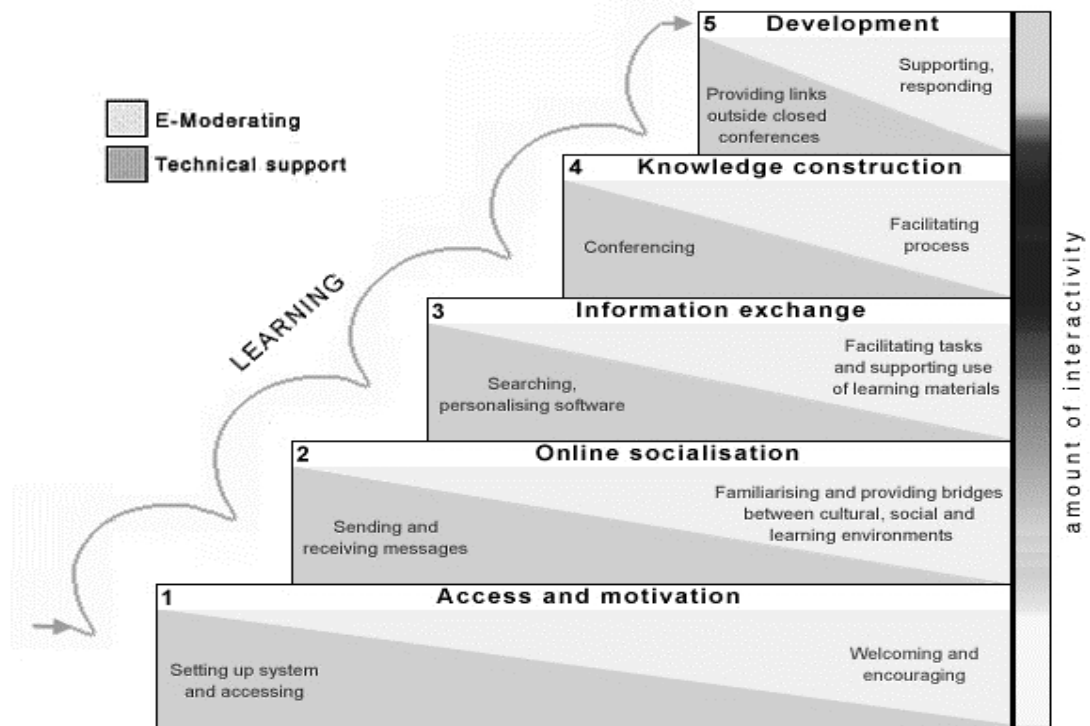 5 Development
Supporting,
responding
Providing links
outside closed
conferences
E-Moderating
Technical support
4 Knowledge construction
Facilitating
process
Conferencing
LEARNING
3 Information exchange
Facilitating tasks
and supporting use
of learning materials
Searching,
personalising software
2 Online socialisation
Familiarising and providing bridges
between cultural, social and
learning environments
Sending and
receiving messages
1 Access and motivation
Welcoming and
encouraging
Setting up system
and accessing
amount of interactivity